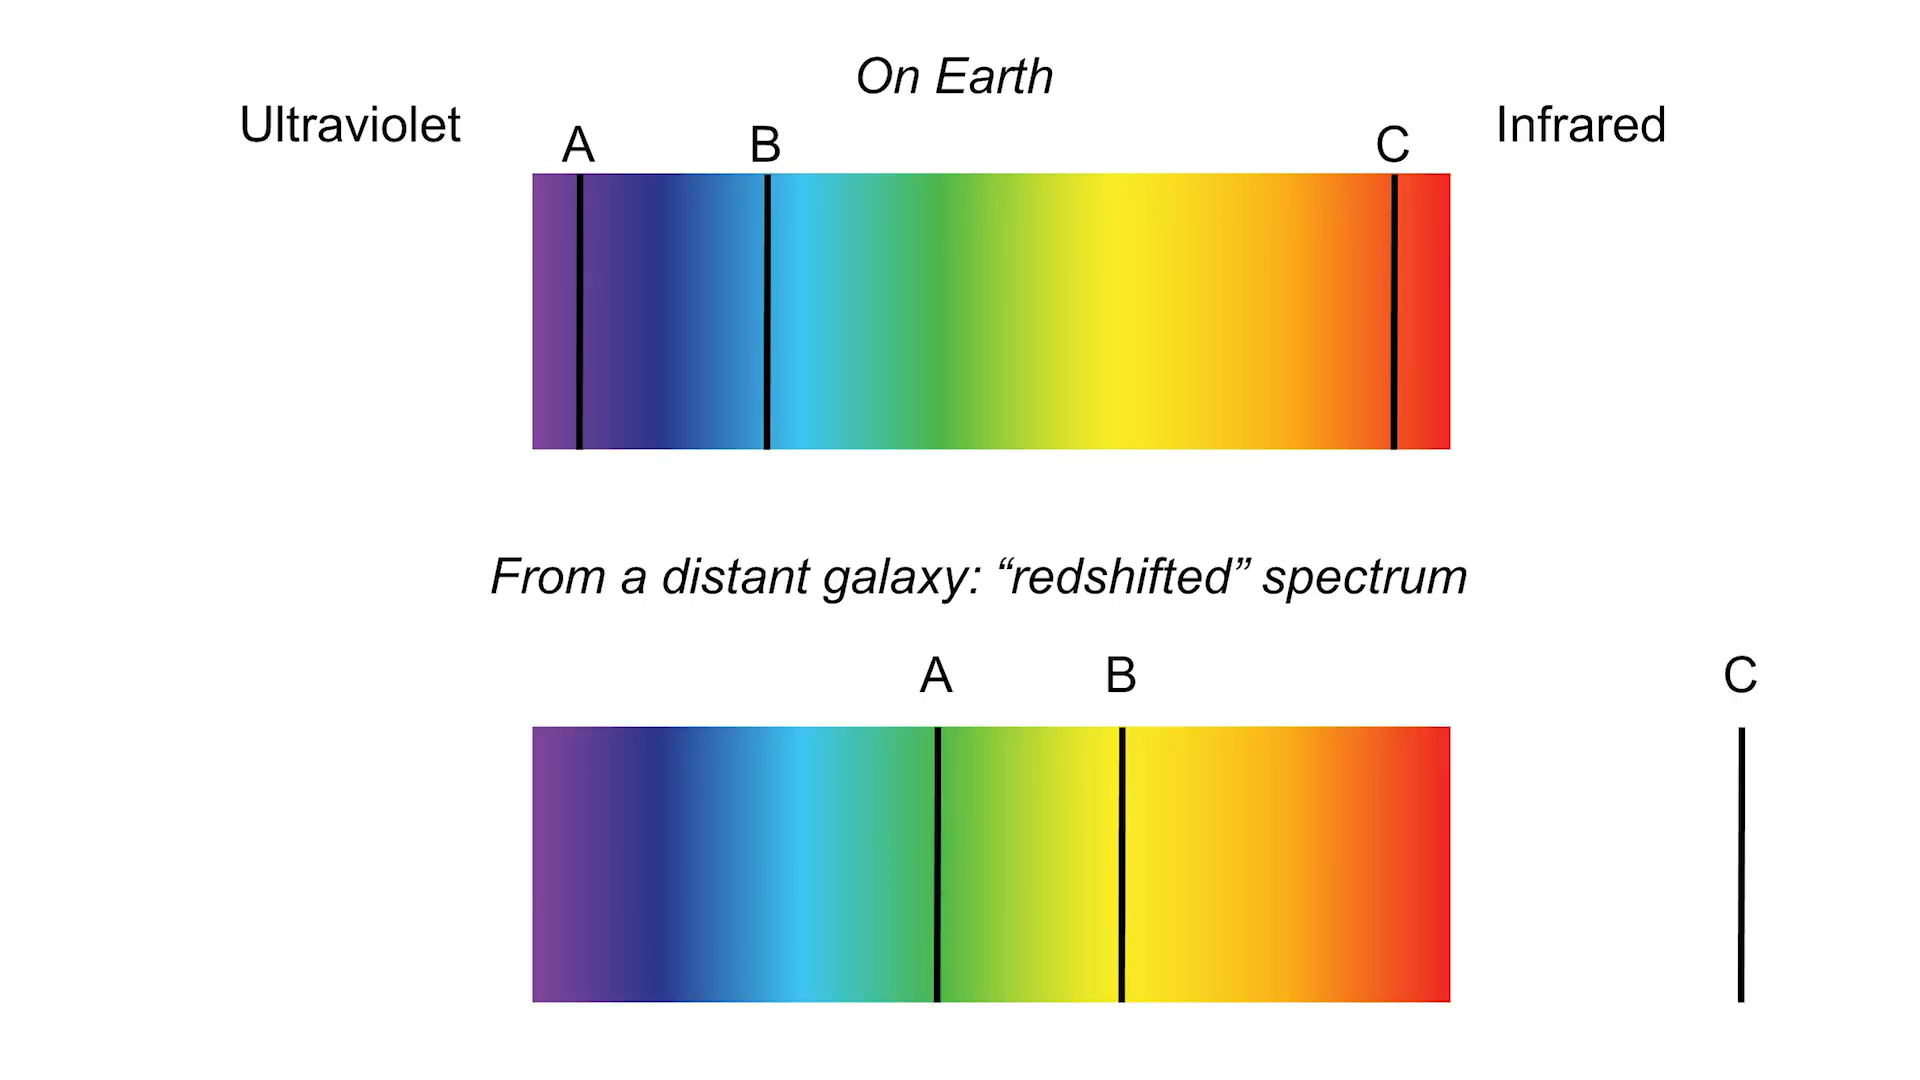 On Earth
Ultraviolet
Infrared
A B C
From a distant galaxy: “redshifted” spectrum
A B C